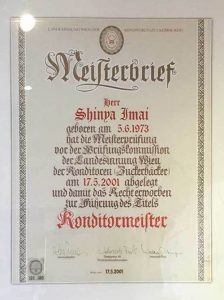 Meisterbrief
Herr
Shinya Imai
geboren am 5.6.1973
hat die Meisterprüfung
vor der Prüfungskommission
der Landesinnung Wien
der Konditoren (Zuckerbäcker)
am 17.5.2001 abgelegt
und damit das Recht erworben
zur Führung des Titels
Konditormeister
17.5.2001